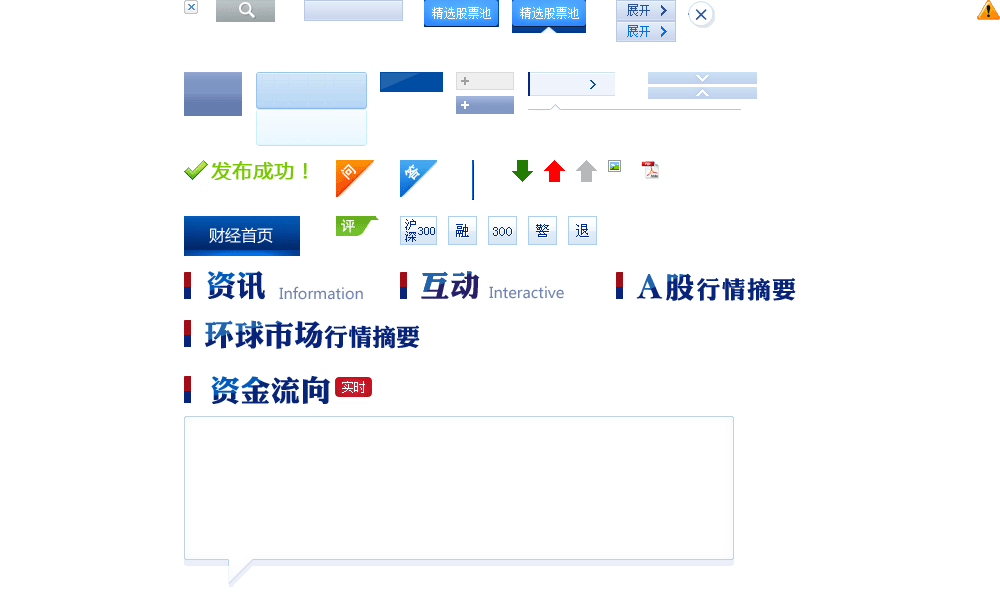 精选股票池 精选股票池 展开
展开
发布成功！ 问 答
财经首页 评 沪深300 融 300 警 退
资讯 Information 互动 Interactive A股行情摘要
环球市场行情摘要
资金流向 实时